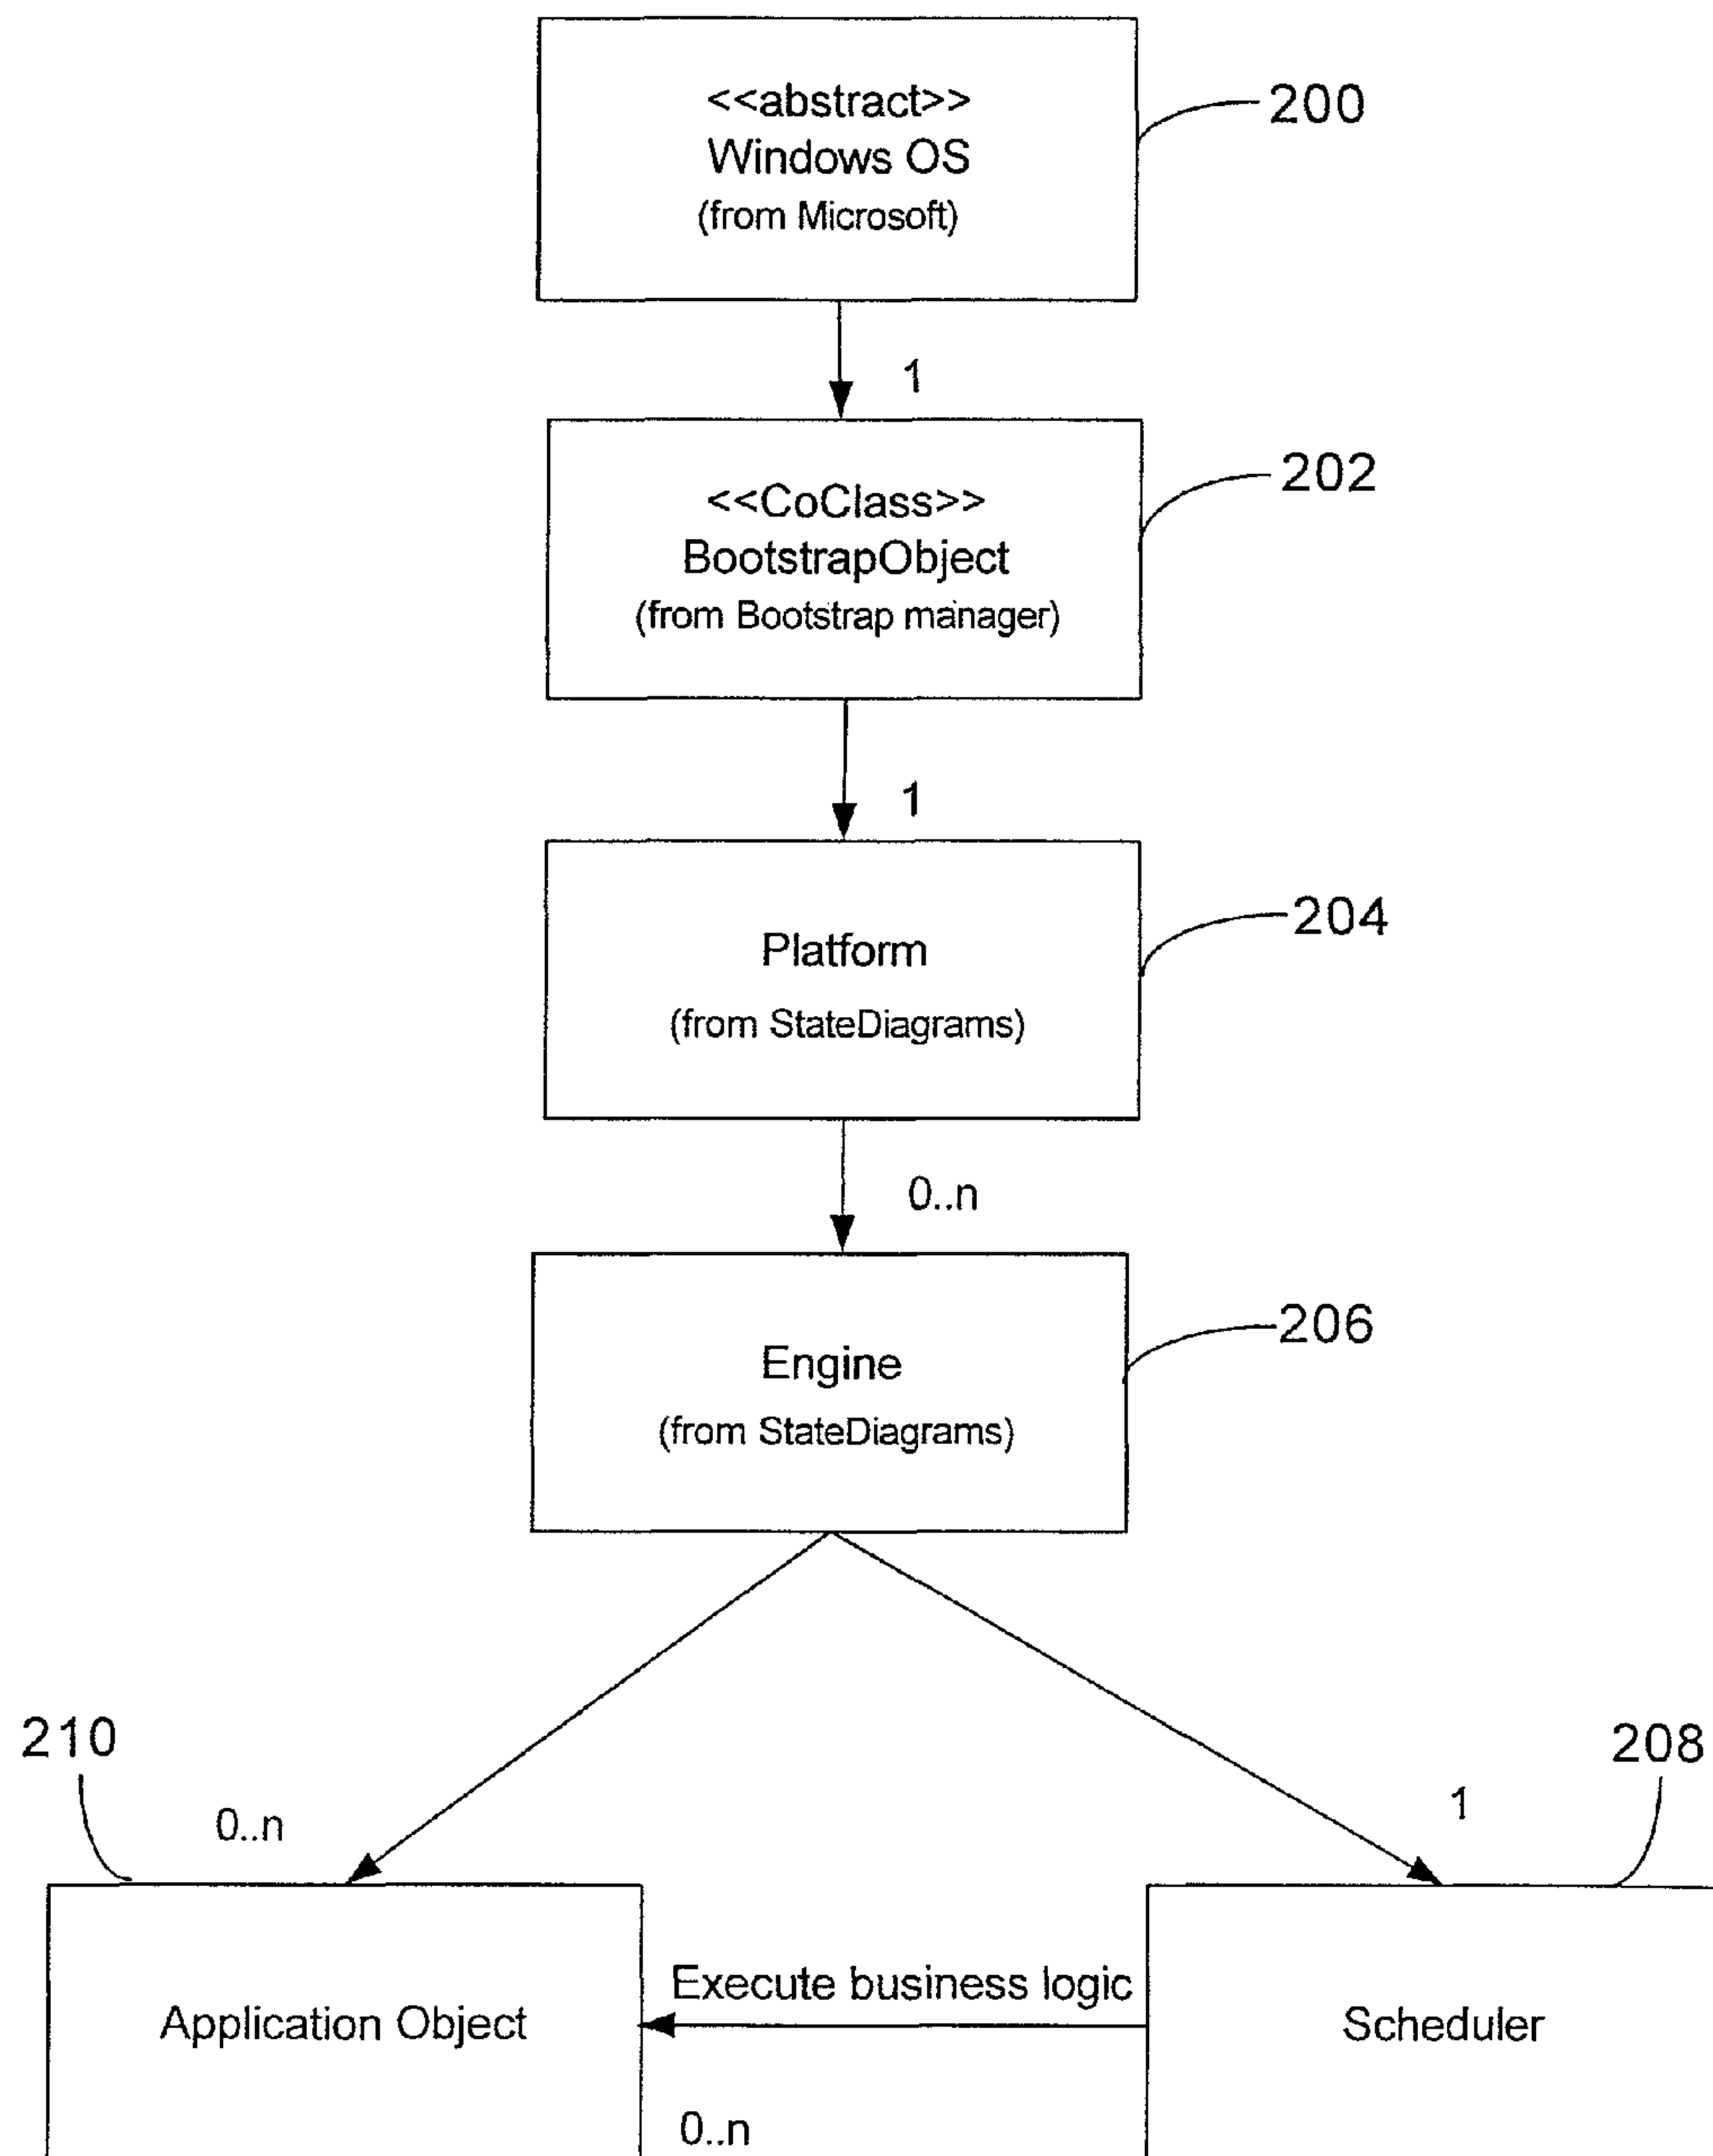 <<abstract>>
Windows OS
(from Microsoft)
200
1
<<CoClass>>
BootstrapObject
(from Bootstrap manager)
202
1
Platform
(from StateDiagrams)
204
0..n
Engine
(from StateDiagrams)
206
210
208
0..n
1
Application Object
Execute business logic
Scheduler
0..n